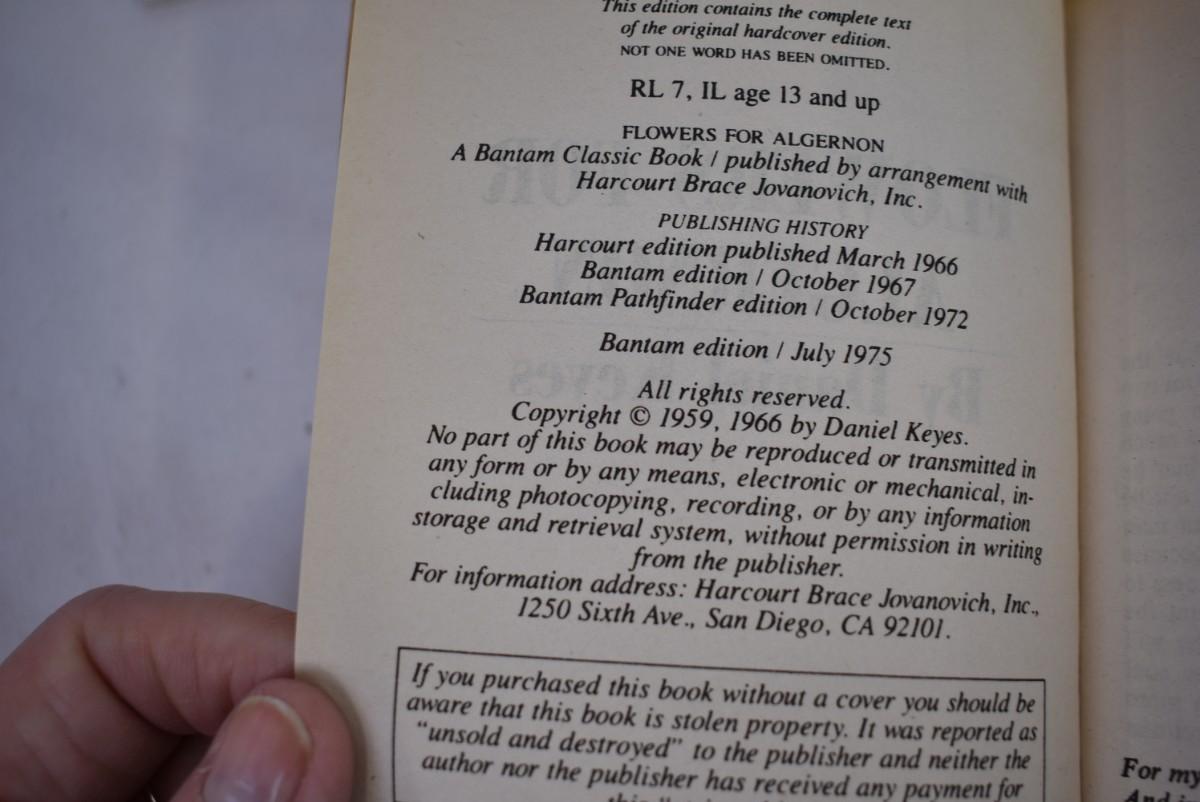 This edition contains the complete text
of the original hardcover edition.
NOT ONE WORD HAS BEEN OMITTED.
RL 7, IL age 13 and up
FLOWERS FOR ALGERNON
A Bantam Classic Book / published by arrangement with
Harcourt Brace Jovanovich, Inc.
PUBLISHING HISTORY
Harcourt edition published March 1966
Bantam edition / October 1967
Bantam Pathfinder edition / October 1972
Bantam edition / July 1975
All rights reserved.
Copyright © 1959, 1966 by Daniel Keyes.
No part of this book may be reproduced or transmitted in
any form or by any means, electronic or mechanical, in-
cluding photocopying, recording, or by any information
storage and retrieval system, without permission in writing
from the publisher.
For information address: Harcourt Brace Jovanovich, Inc.,
1250 Sixth Ave., San Diego, CA 92101.
If you purchased this book without a cover you should be
aware that this book is stolen property. It was reported as
"unsold and destroyed" to the publisher and neither the
author nor the publisher has received any payment for
For my